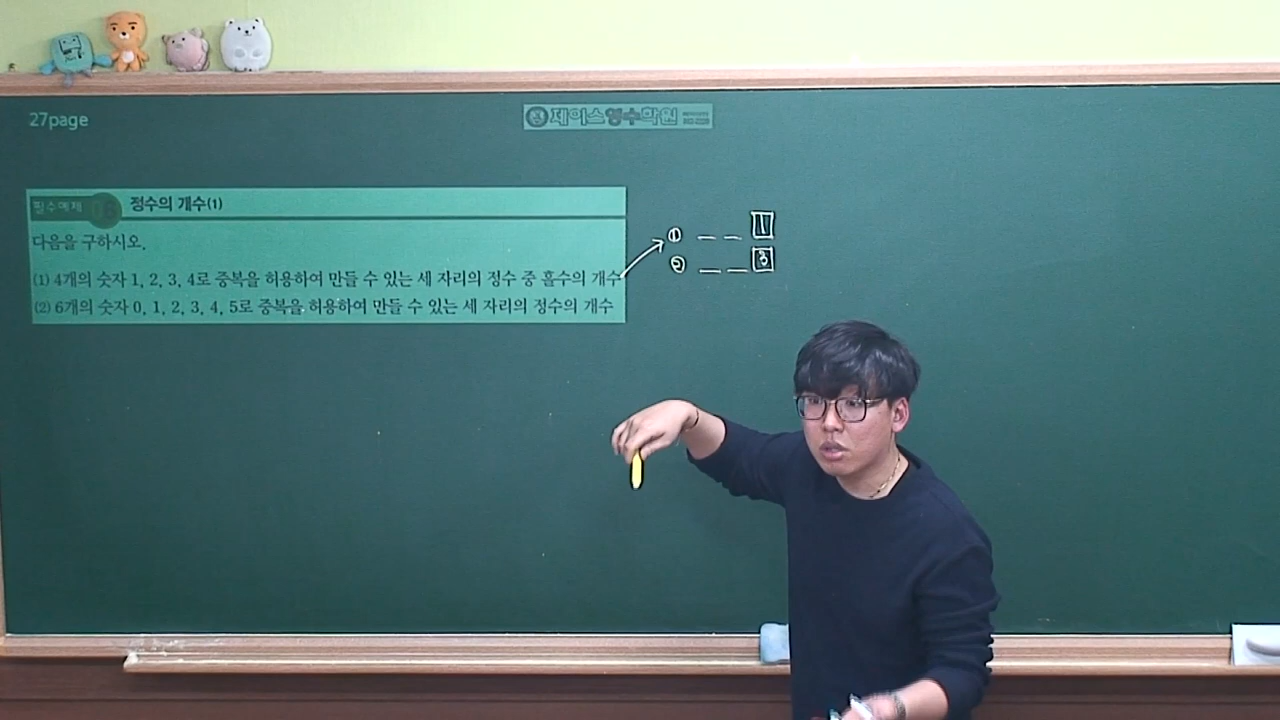 27page
제이스영수학원
필수예제
정수의 개수(1)
다음을 구하시오.
(1) 4개의 숫자 1, 2, 3, 4로 중복을 허용하여 만들 수 있는 세 자리의 정수 중 홀수의 개수
(2) 6개의 숫자 0, 1, 2, 3, 4, 5로 중복을 허용하여 만들 수 있는 세 자리의 정수의 개수
① _ _ 1
② _ _ 3